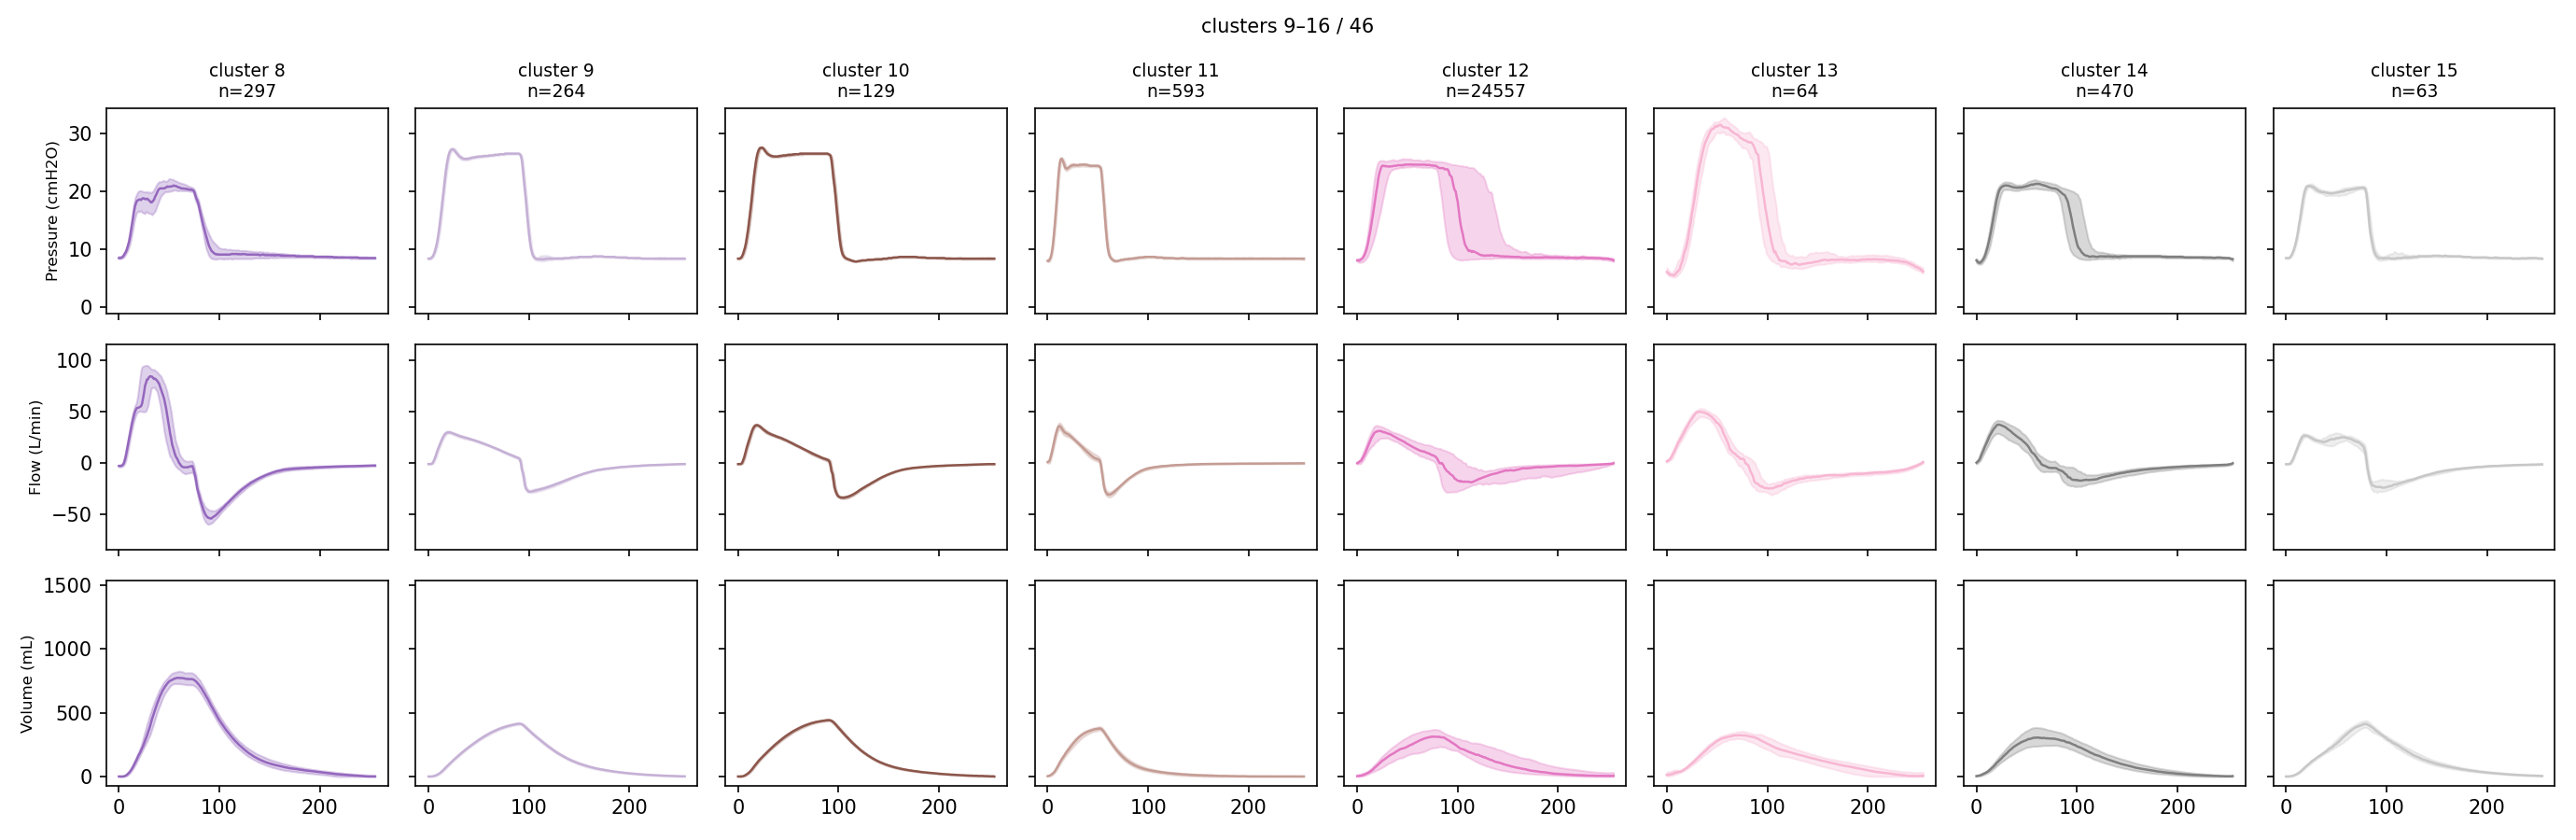 clusters 9–16 / 46
cluster 8
n=297
cluster 9
n=264
cluster 10
n=129
cluster 11
n=593
cluster 12
n=24557
cluster 13
n=64
cluster 14
n=470
cluster 15
n=63
Pressure (cmH2O)
30
20
10
0
Flow (L/min)
100
50
0
−50
Volume (mL)
1500
1000
500
0
0 100 200
0 100 200
0 100 200
0 100 200
0 100 200
0 100 200
0 100 200
0 100 200